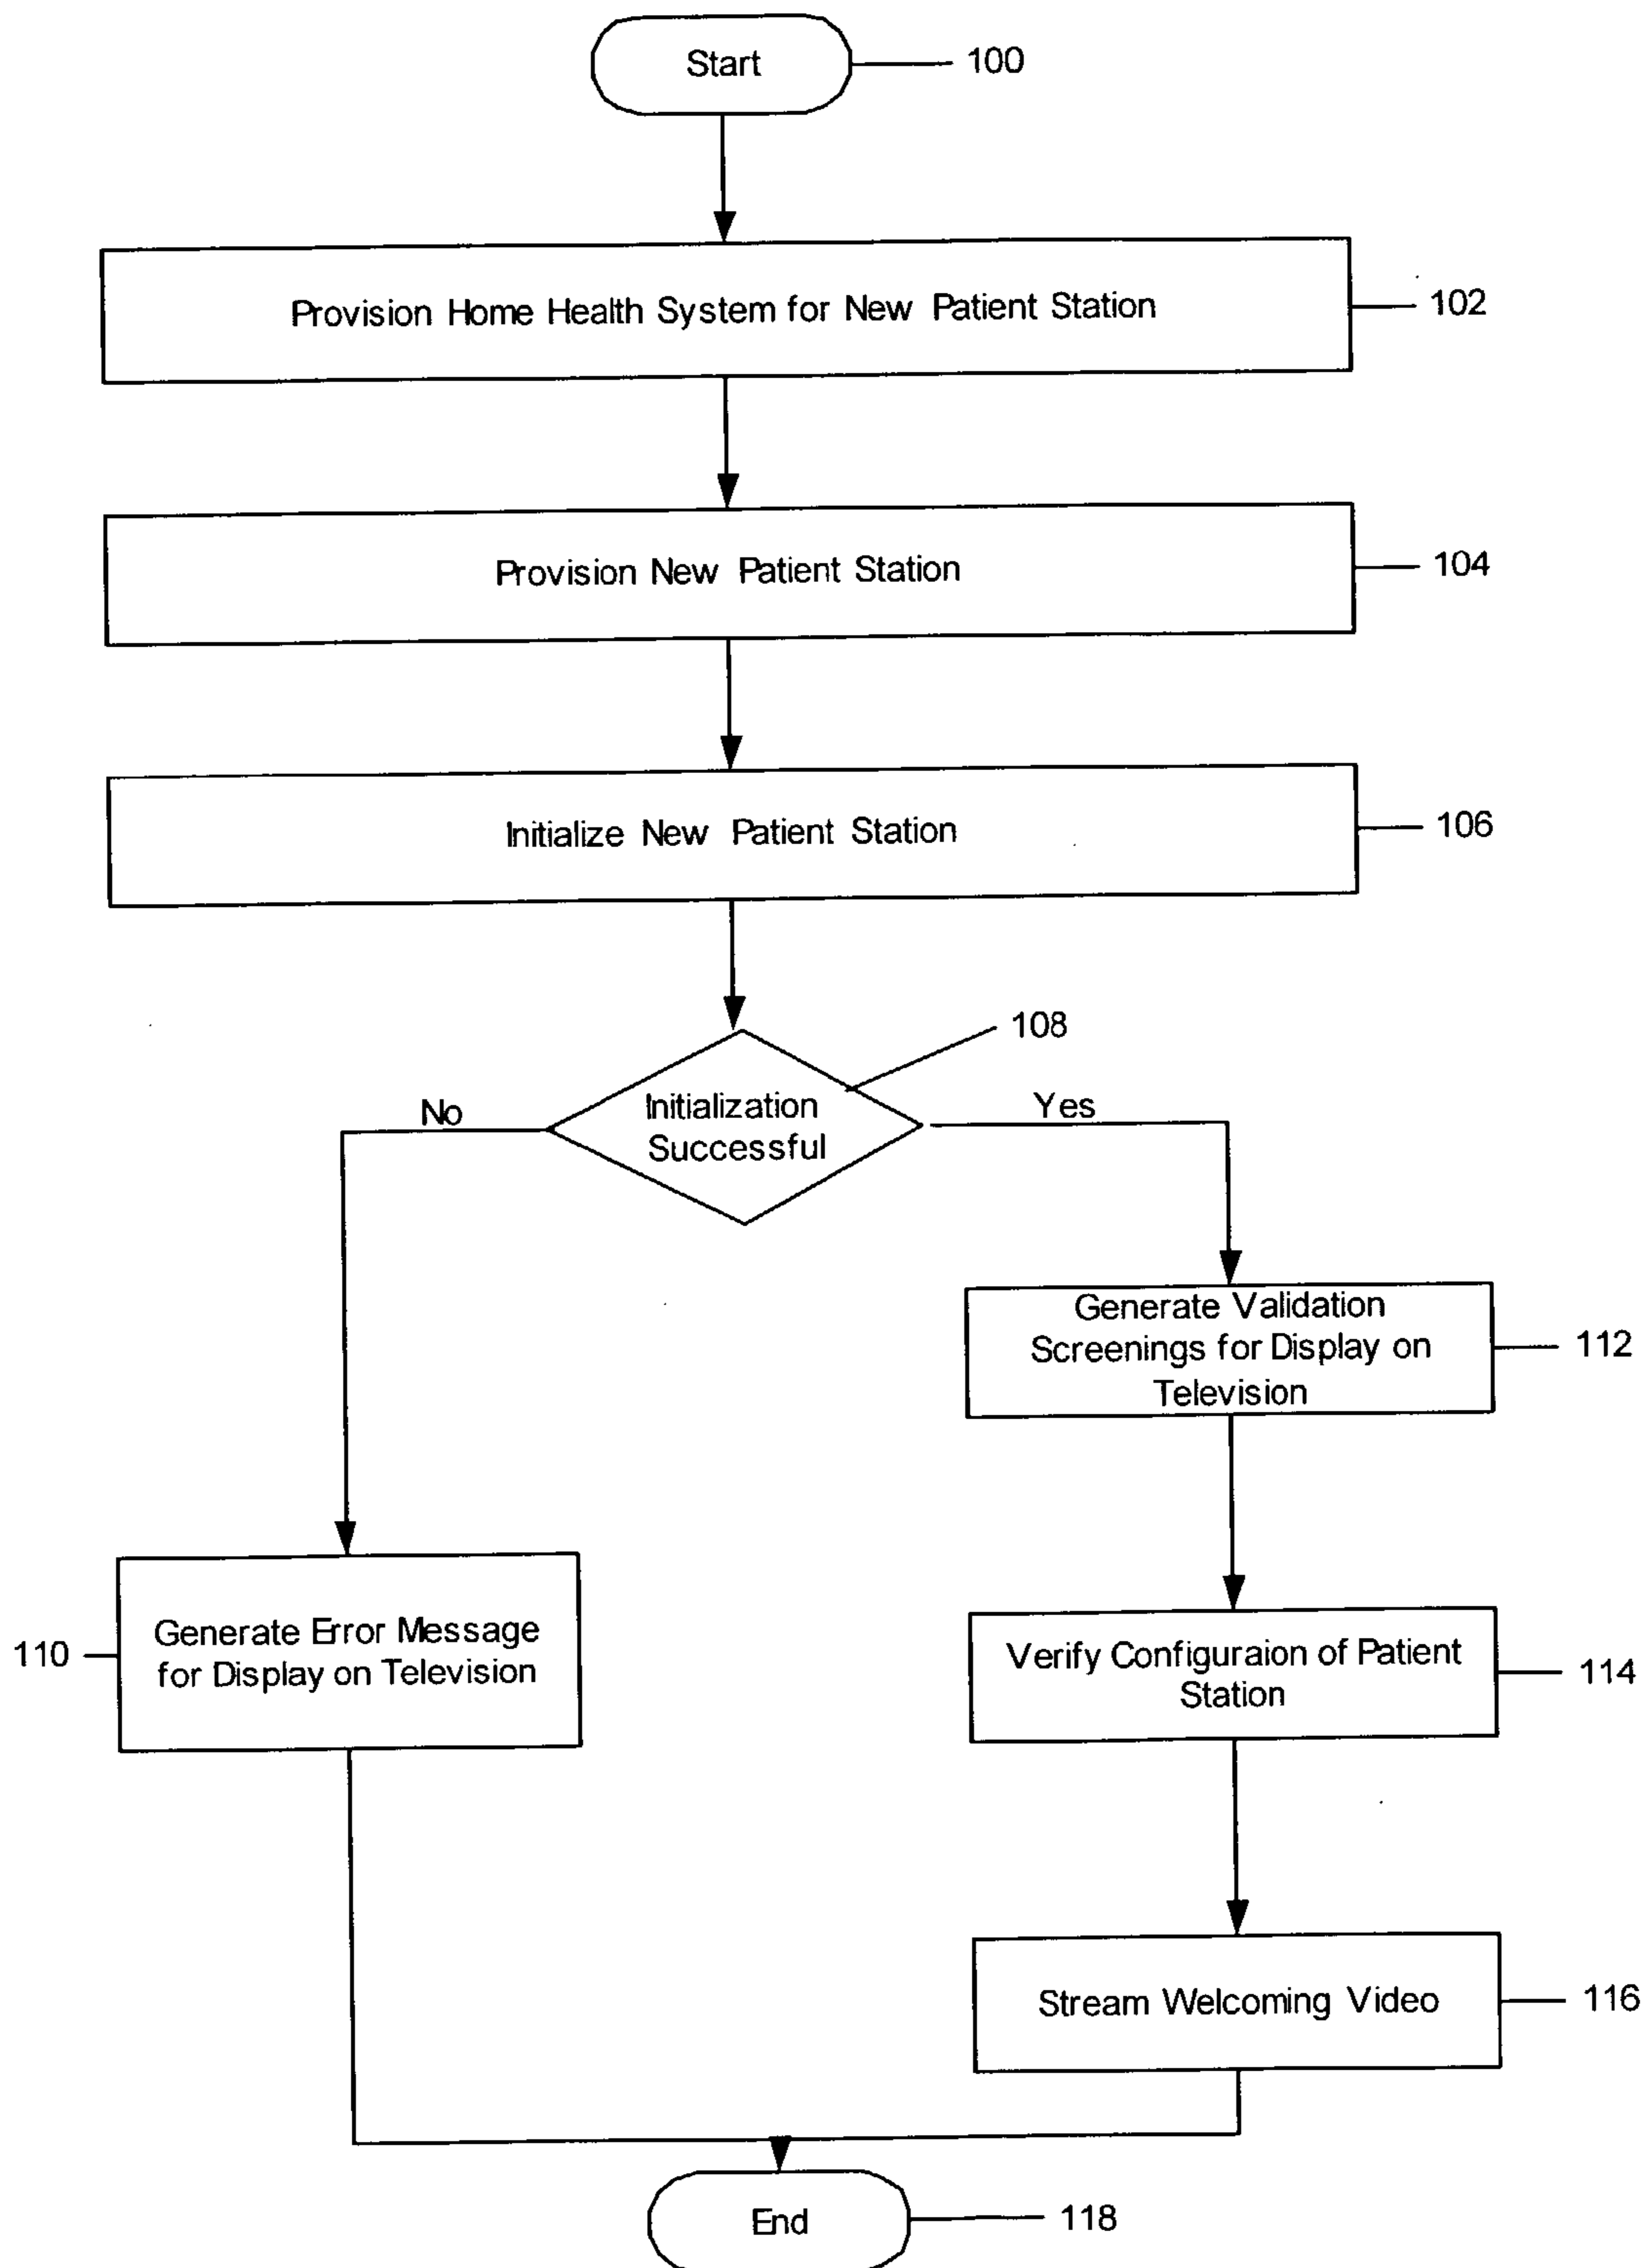 Start
100
Provision Home Health System for New Patient Station
102
Provision New Patient Station
104
Initialize New Patient Station
106
108
Initialization
Successful
No
Yes
Generate Validation
Screenings for Display on
Television
112
Generate Error Message
for Display on Television
110
Verify Configuraion of Patient
Station
114
Stream Welcoming Video
116
End
118